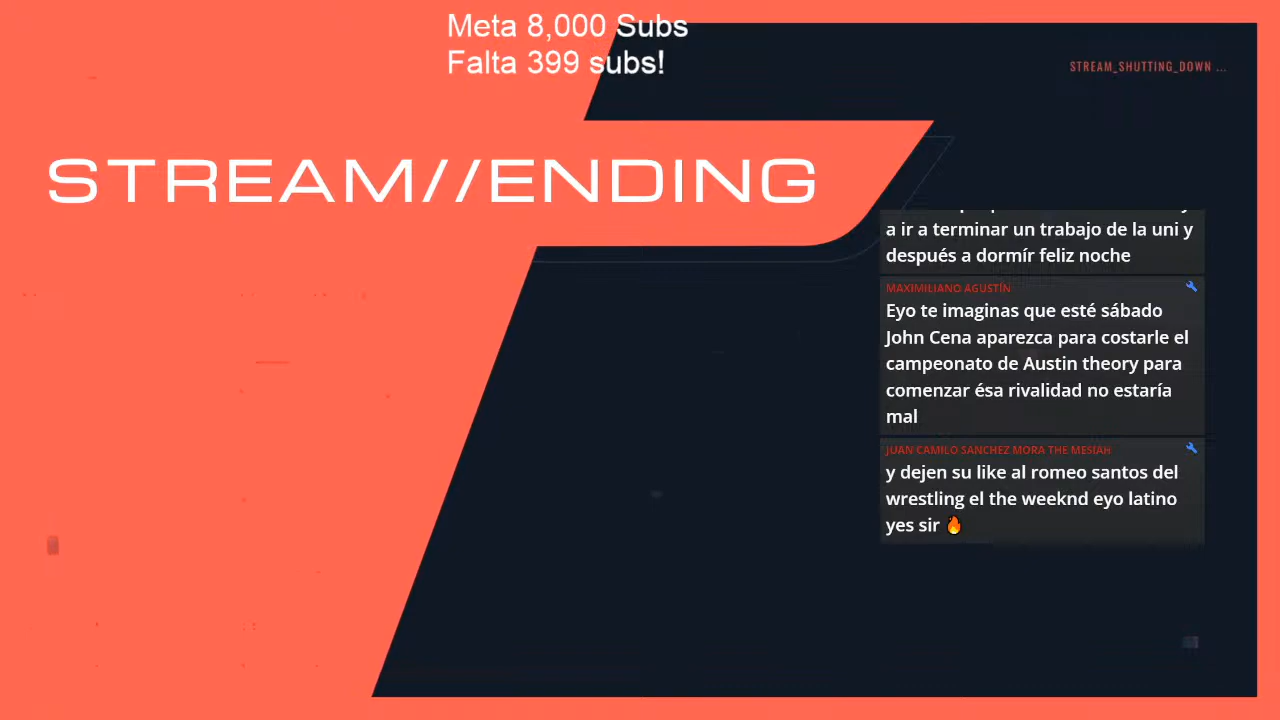 Meta 8,000 Subs
Falta 399 subs!
STREAM_SHUTTING_DOWN ...
STREAM//ENDING
a ir a terminar un trabajo de la uni y
después a dormír feliz noche
MAXIMILIANO AGUSTÍN
Eyo te imaginas que esté sábado
John Cena aparezca para costarle el
campeonato de Austin theory para
comenzar ésa rivalidad no estaría
mal
JUAN CAMILO SANCHEZ MORA THE MESIAH
y dejen su like al romeo santos del
wrestling el the weeknd eyo latino
yes sir 🔥